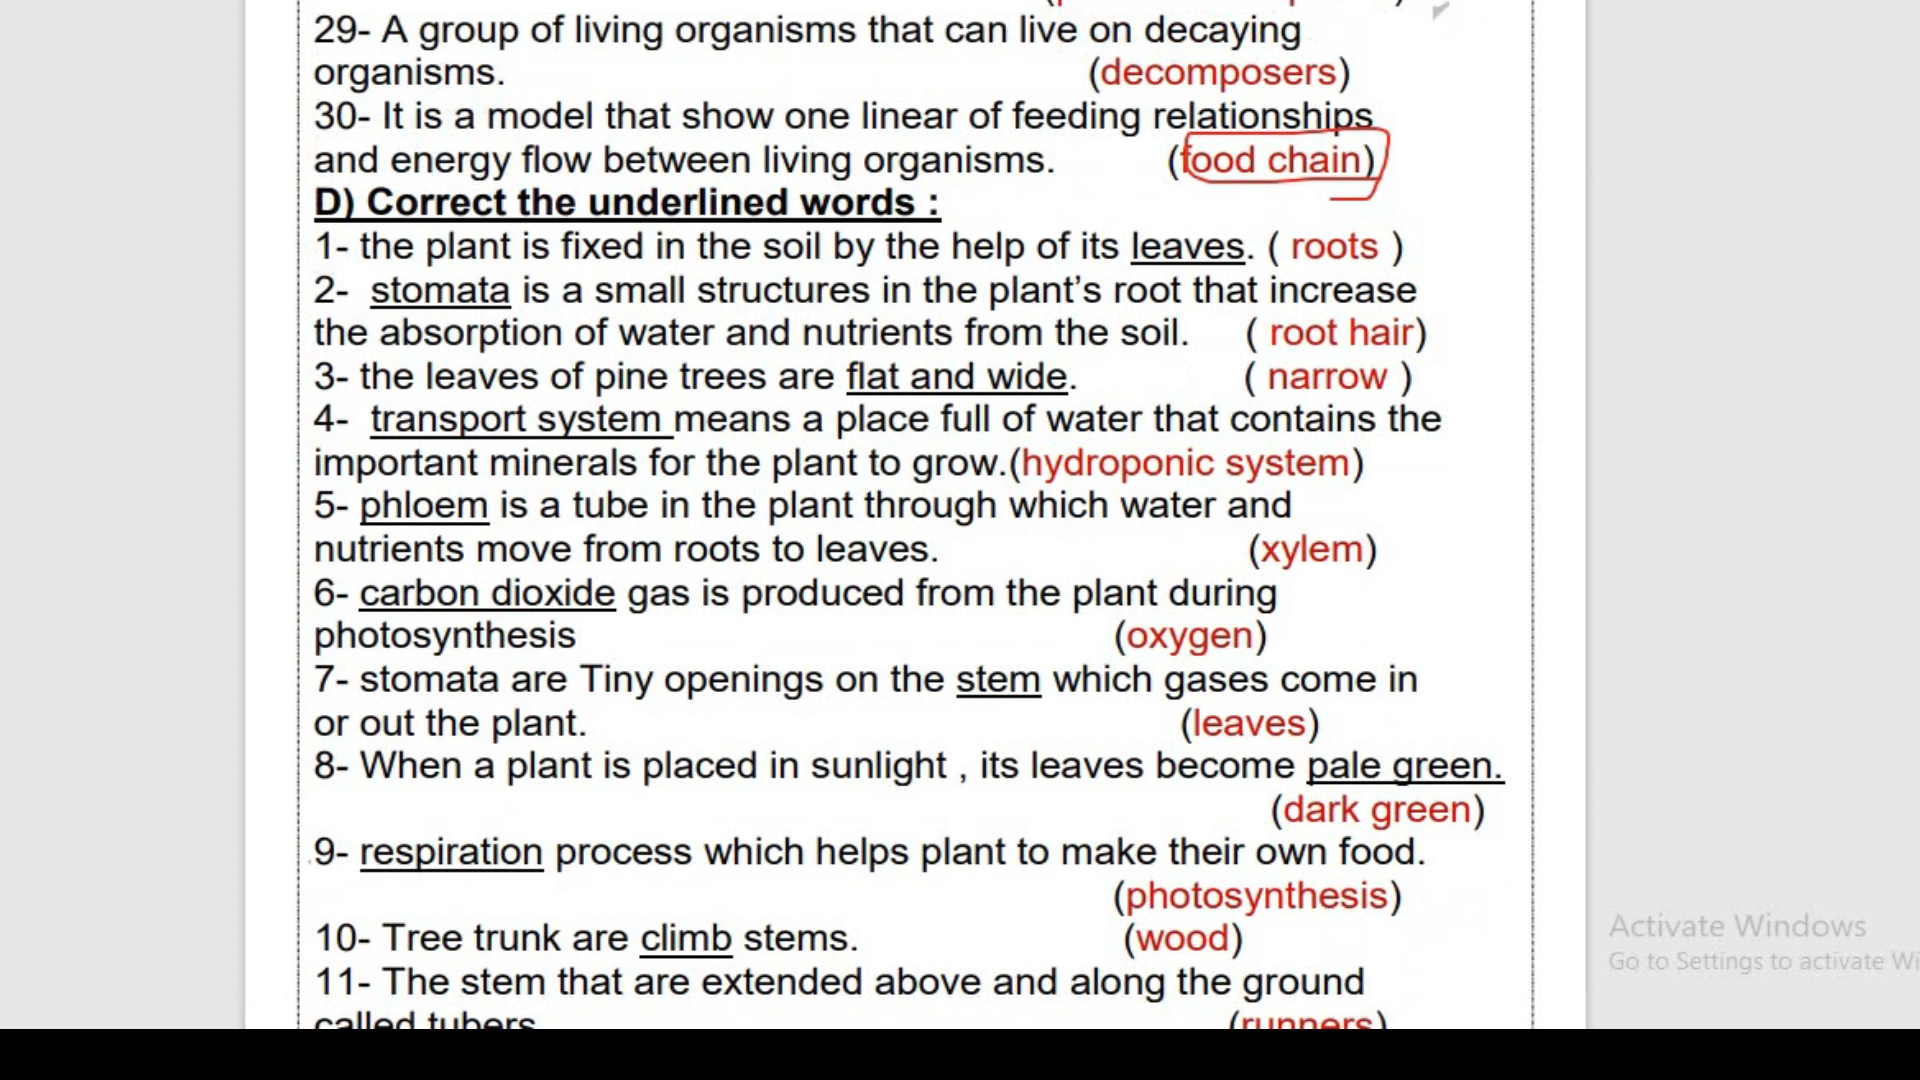 29- A group of living organisms that can live on decaying
organisms. (decomposers)
30- It is a model that show one linear of feeding relationships
and energy flow between living organisms. (food chain)
D) Correct the underlined words :
1- the plant is fixed in the soil by the help of its leaves. ( roots )
2- stomata is a small structures in the plant’s root that increase
the absorption of water and nutrients from the soil. ( root hair)
3- the leaves of pine trees are flat and wide. ( narrow )
4- transport system means a place full of water that contains the
important minerals for the plant to grow.(hydroponic system)
5- phloem is a tube in the plant through which water and
nutrients move from roots to leaves. (xylem)
6- carbon dioxide gas is produced from the plant during
photosynthesis (oxygen)
7- stomata are Tiny openings on the stem which gases come in
or out the plant. (leaves)
8- When a plant is placed in sunlight , its leaves become pale green.
(dark green)
9- respiration process which helps plant to make their own food.
(photosynthesis)
10- Tree trunk are climb stems. (wood)
11- The stem that are extended above and along the ground
called tubers (runners)
Activate Windows
Go to Settings to activate Wi